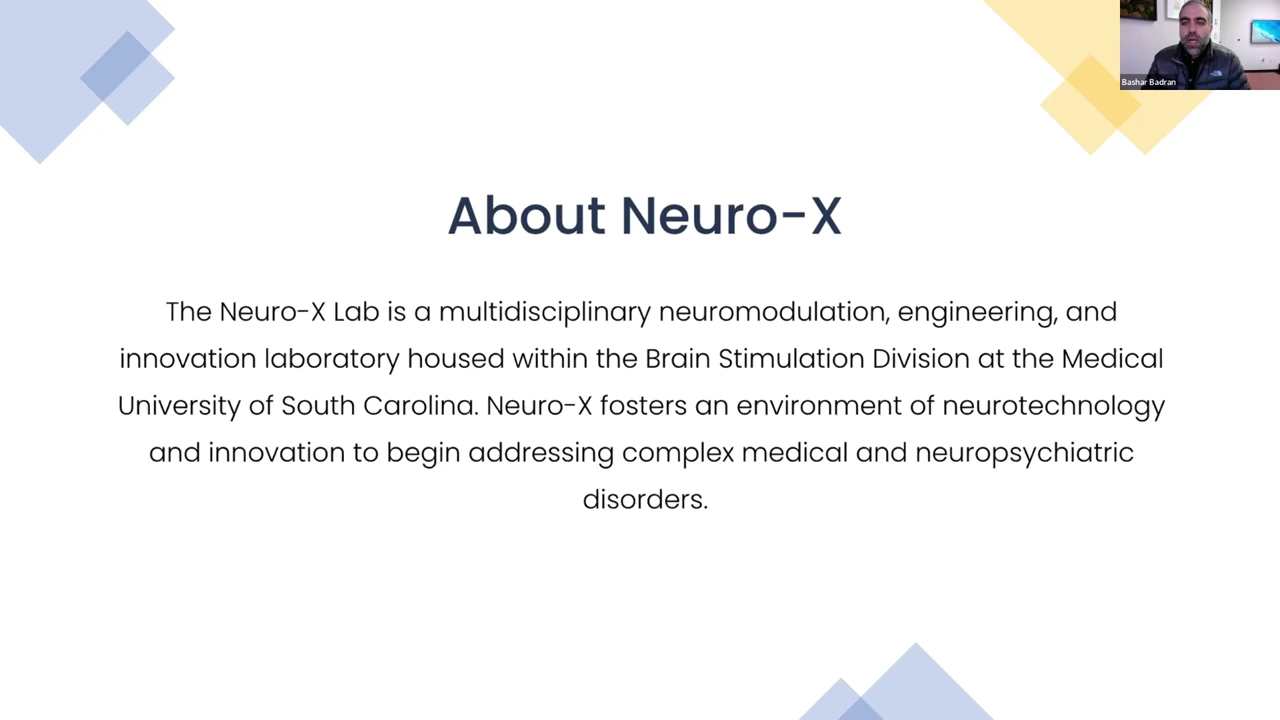 Bashar Badran
About Neuro-X
The Neuro-X Lab is a multidisciplinary neuromodulation, engineering, and
innovation laboratory housed within the Brain Stimulation Division at the Medical
University of South Carolina. Neuro-X fosters an environment of neurotechnology
and innovation to begin addressing complex medical and neuropsychiatric
disorders.